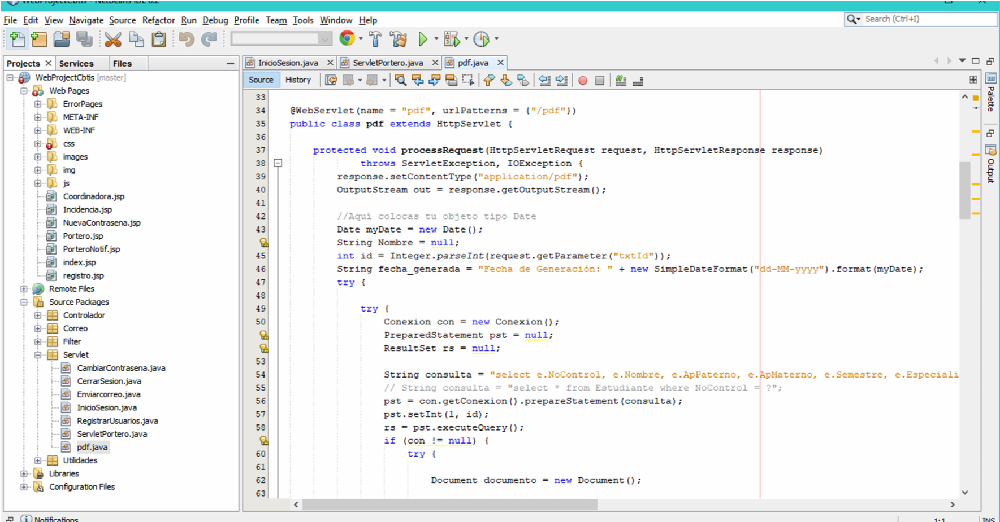 WebProjectCbtis - NetBeans IDE 8.2
File Edit View Navigate Source Refactor Run Debug Profile Team Tools Window Help
Search (Ctrl+I)
Projects Services Files
InicioSesion.java ServletPortero.java pdf.java
Source History
WebProjectCbtis [master]
Web Pages
ErrorPages
META-INF
WEB-INF
css
images
img
js
Coordinadora.jsp
Incidencia.jsp
NuevaContrasena.jsp
Portero.jsp
PorteroNotif.jsp
index.jsp
registro.jsp
Remote Files
Source Packages
Controlador
Correo
Filter
Servlet
CambiarContrasena.java
CerrarSesion.java
Enviarcorreo.java
InicioSesion.java
RegistrarUsuarios.java
ServletPortero.java
pdf.java
Utilidades
Libraries
Configuration Files
33
34 @WebServlet(name = "pdf", urlPatterns = {"/pdf"})
35 public class pdf extends HttpServlet {
36
37 protected void processRequest(HttpServletRequest request, HttpServletResponse response)
38 throws ServletException, IOException {
39 response.setContentType("application/pdf");
40 OutputStream out = response.getOutputStream();
41
42 //Aquí colocas tu objeto tipo Date
43 Date myDate = new Date();
String Nombre = null;
45 int id = Integer.parseInt(request.getParameter("txtId"));
46 String fecha_generada = "Fecha de Generación: " + new SimpleDateFormat("dd-MM-yyyy").format(myDate);
47 try {
48
49 try {
50 Conexion con = new Conexion();
PreparedStatement pst = null;
ResultSet rs = null;
53
54 String consulta = "select e.NoControl, e.Nombre, e.ApPaterno, e.ApMaterno, e.Semestre, e.Especiali
55 // String consulta = "select * from Estudiante where NoControl = ?";
56 pst = con.getConexion().prepareStatement(consulta);
57 pst.setInt(1, id);
58 rs = pst.executeQuery();
if (con != null) {
60 try {
61
62 Document documento = new Document();
63
Palette
Output
Notifications
1:1 INS